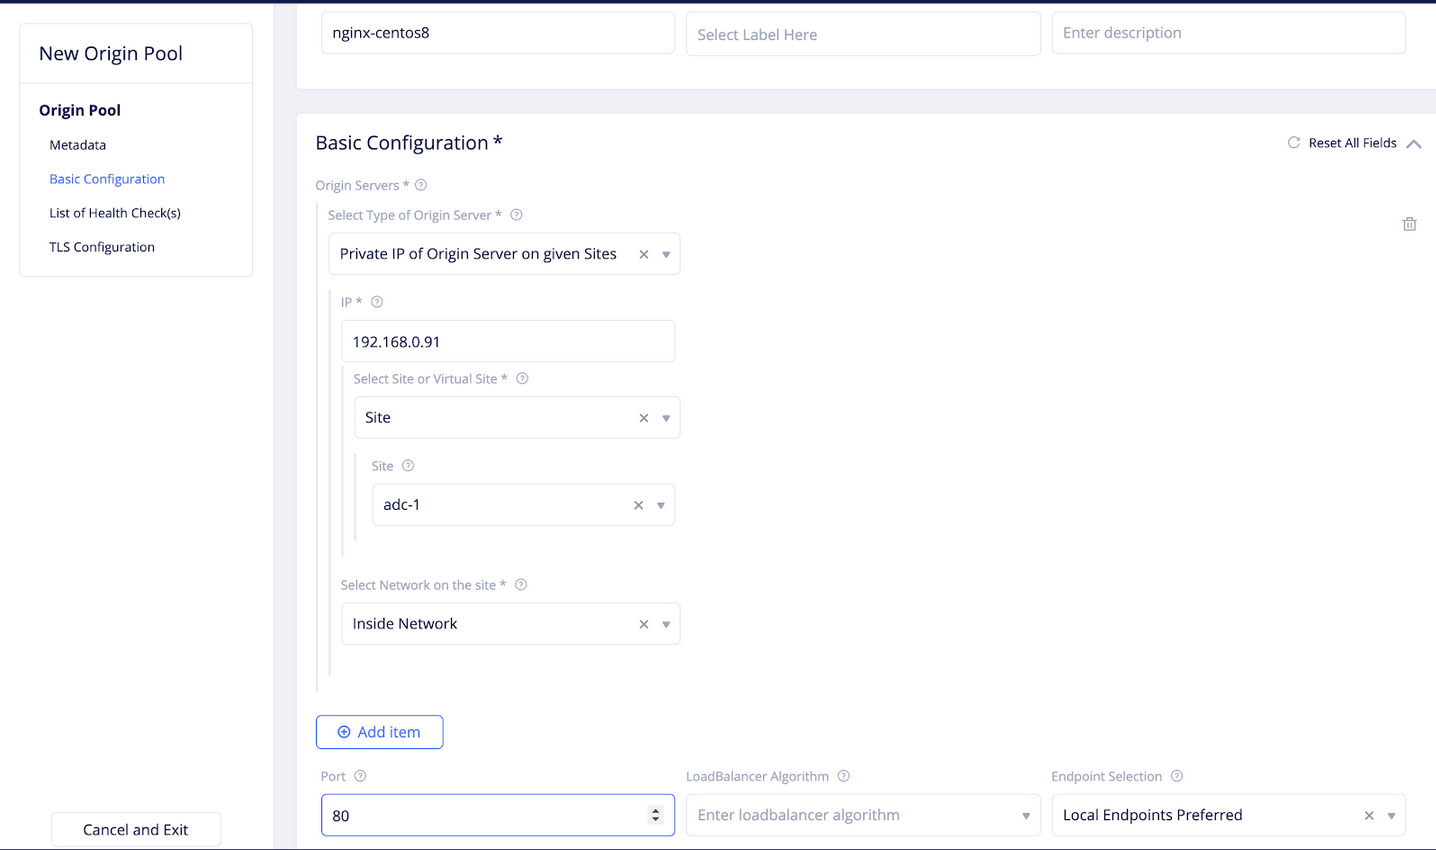 New Origin Pool
Origin Pool
Metadata
Basic Configuration
List of Health Check(s)
TLS Configuration
Cancel and Exit
nginx-centos8
Select Label Here
Enter description
Basic Configuration *
Reset All Fields
Origin Servers *
Select Type of Origin Server *
Private IP of Origin Server on given Sites
IP *
192.168.0.91
Select Site or Virtual Site *
Site
Site
adc-1
Select Network on the site *
Inside Network
Add item
Port
LoadBalancer Algorithm
Endpoint Selection
80
Enter loadbalancer algorithm
Local Endpoints Preferred